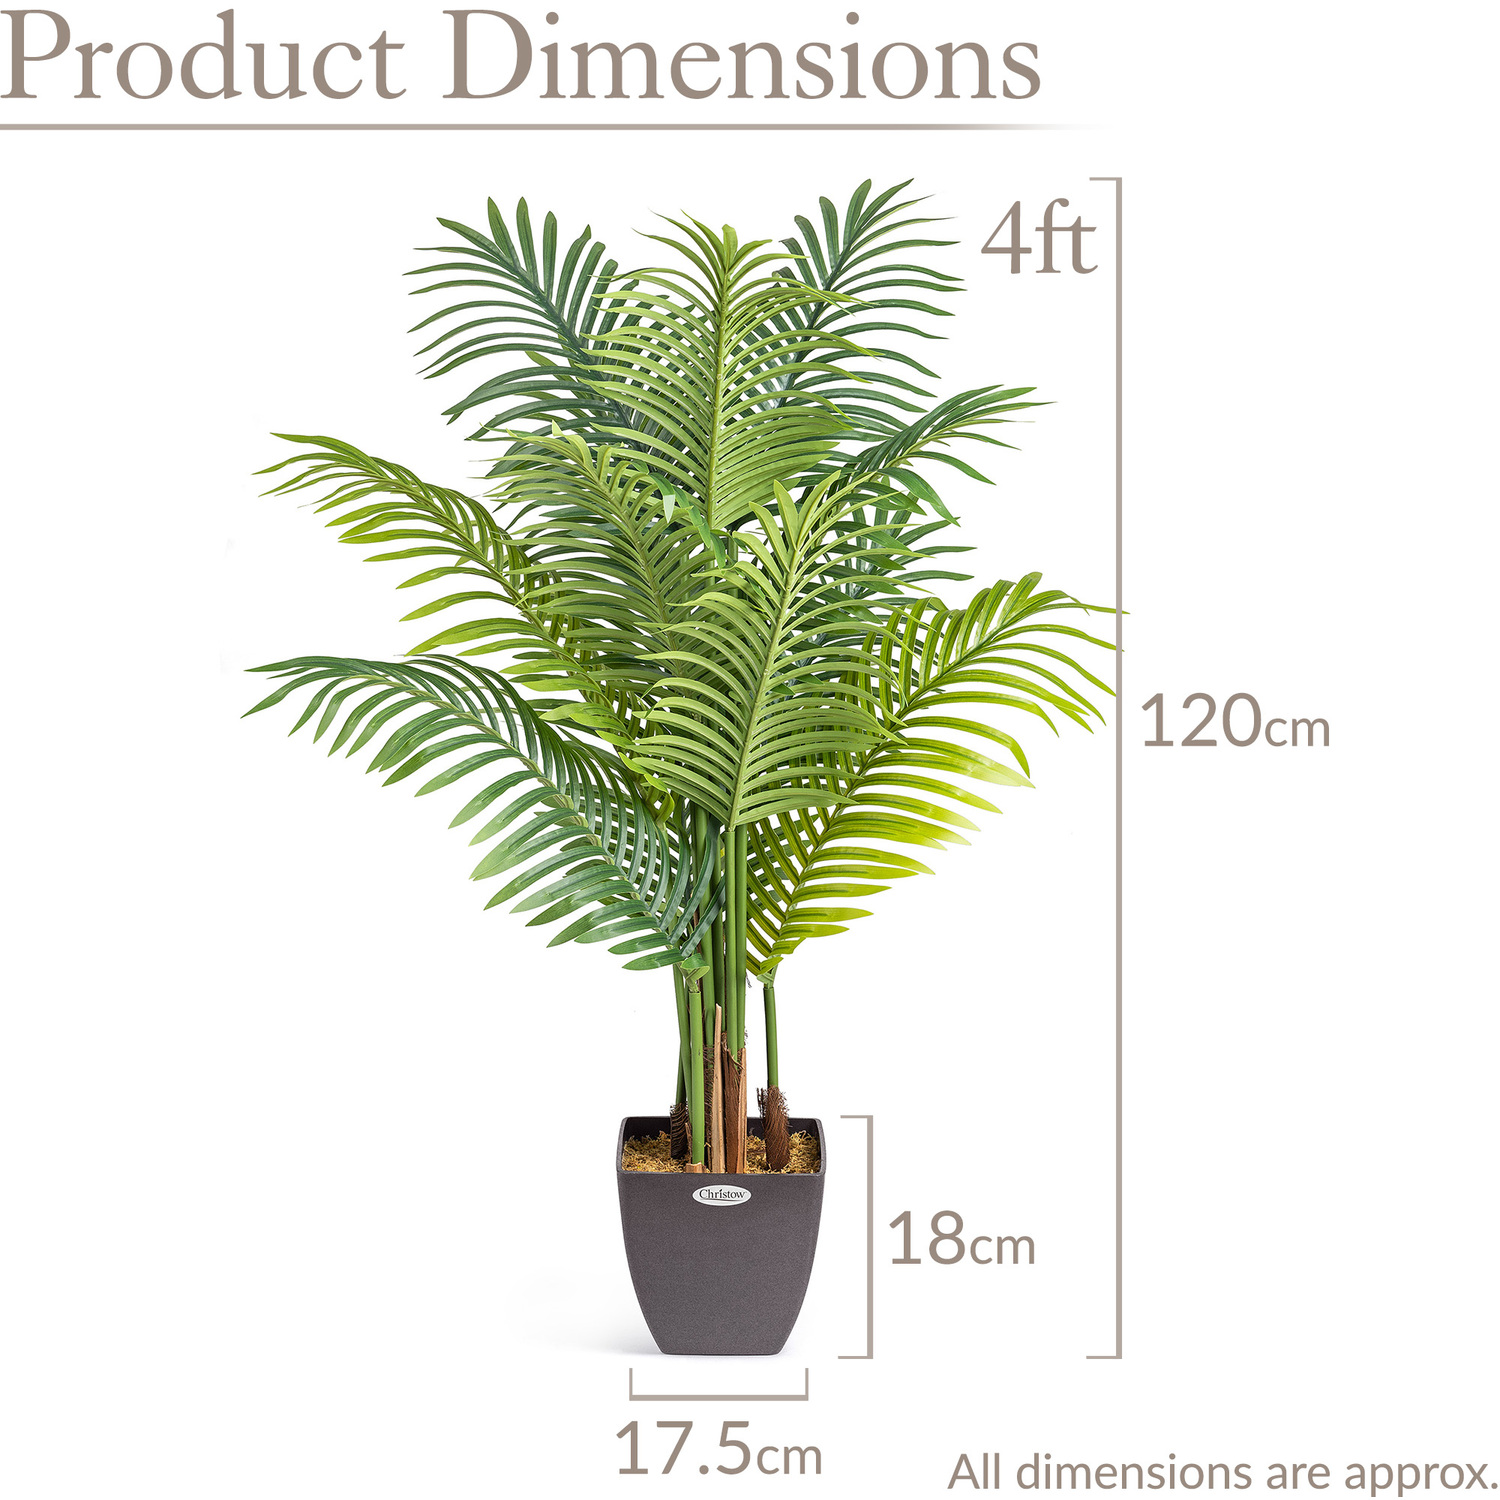 Product Dimensions
4ft
120cm
Christow
18cm
17.5cm
All dimensions are approx.